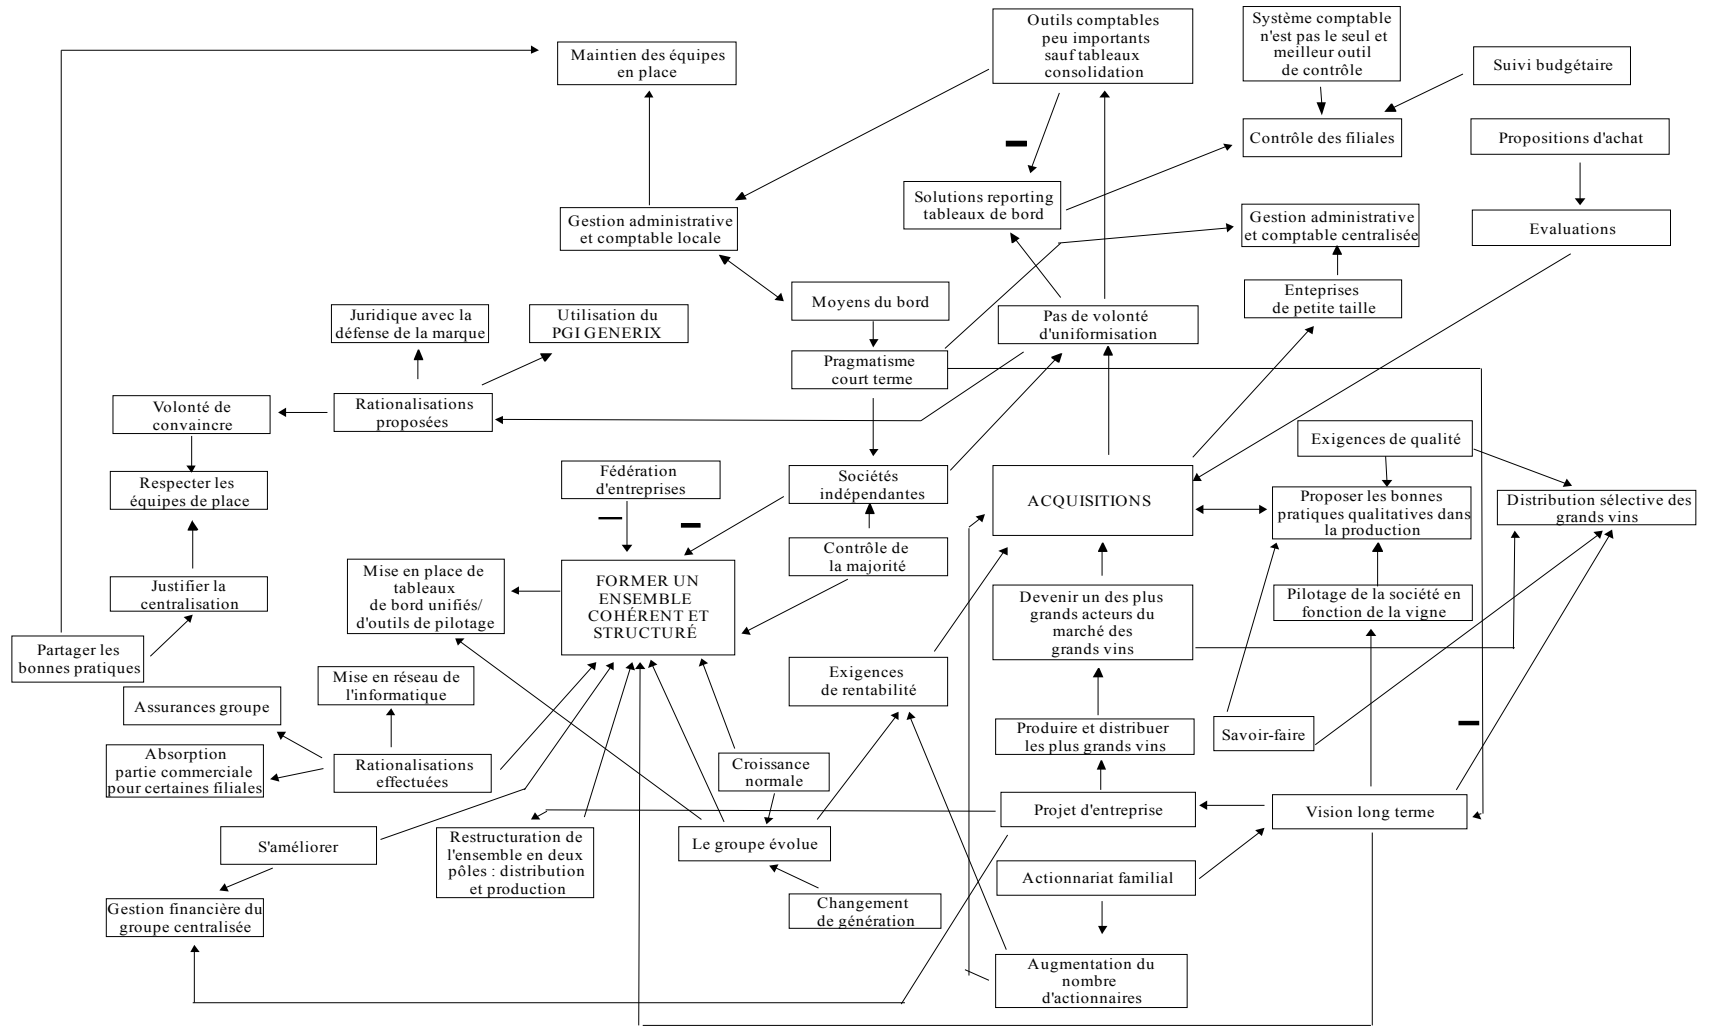 Outils comptables
peu importants
sauf tableaux
consolidation
Système comptable
n'est pas le seul et
meilleur outil
de contrôle
Maintien des équipes
en place
Suivi budgétaire
Contrôle des filiales
Propositions d'achat
Solutions reporting
tableaux de bord
Gestion administrative
et comptable locale
Gestion administrative
et comptable centralisée
Evaluations
Moyens du bord
Enteprises
de petite taille
Juridique avec la
défense de la marque
Utilisation du
PGI GENERIX
Pas de volonté
d'uniformisation
Pragmatisme
court terme
Volonté de
convaincre
Rationalisations
proposées
Exigences de qualité
Respecter les
équipes de place
Fédération
d'entreprises
Sociétés
indépendantes
ACQUISITIONS
Proposer les bonnes
pratiques qualitatives dans
la production
Distribution sélective des
grands vins
Contrôle de
la majorité
Mise en place de
tableaux
de bord unifiés/
d'outils de pilotage
FORMER UN
ENSEMBLE
COHÉRENT ET
STRUCTURÉ
Justifier la
centralisation
Devenir un des plus
grands acteurs du
marché des
grands vins
Pilotage de la société en
fonction de la vigne
Partager les
bonnes pratiques
Mise en réseau de
l'informatique
Exigences
de rentabilité
Assurances groupe
Produire et distribuer
les plus grands vins
Savoir-faire
Absorption
partie commerciale
pour certaines filiales
Rationalisations
effectuées
Croissance
normale
Projet d'entreprise
Vision long terme
S'améliorer
Restructuration de
l'ensemble en deux
pôles : distribution
et production
Le groupe évolue
Actionnariat familial
Gestion financière du
groupe centralisée
Changement
de génération
Augmentation du
nombre
d'actionnaires